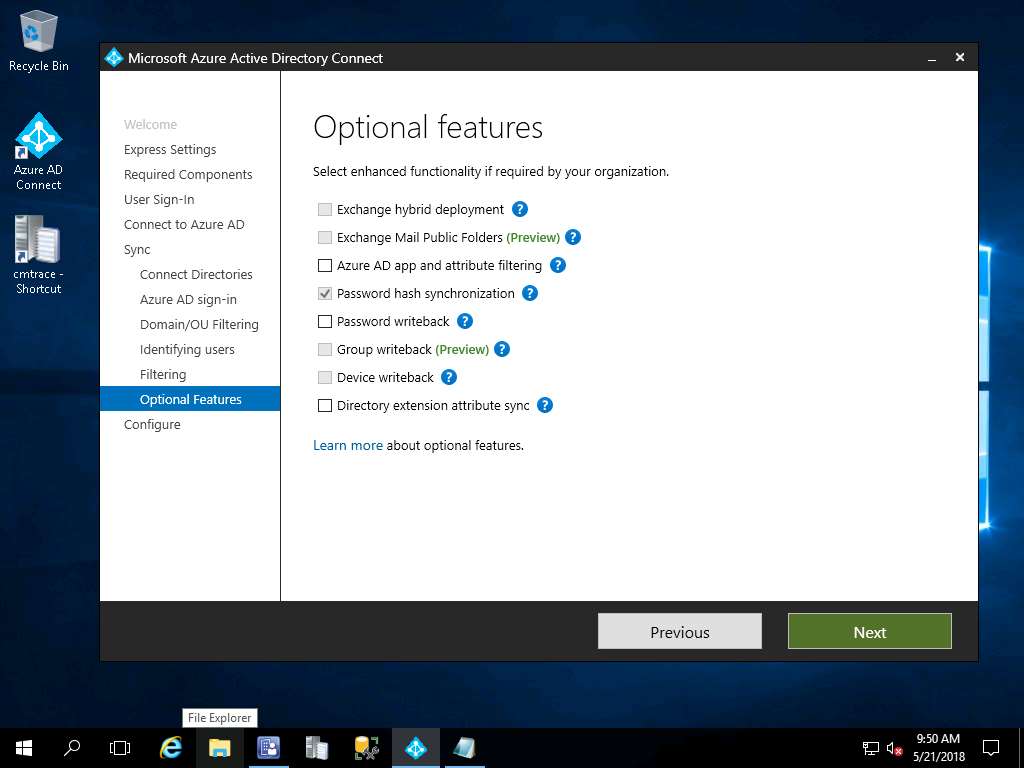 Recycle Bin
Azure AD
Connect
cmtrace -
Shortcut
Microsoft Azure Active Directory Connect
Welcome
Express Settings
Required Components
User Sign-In
Connect to Azure AD
Sync
Connect Directories
Azure AD sign-in
Domain/OU Filtering
Identifying users
Filtering
Optional Features
Configure
Optional features
Select enhanced functionality if required by your organization.
Exchange hybrid deployment ?
Exchange Mail Public Folders (Preview) ?
Azure AD app and attribute filtering ?
Password hash synchronization ?
Password writeback ?
Group writeback (Preview) ?
Device writeback ?
Directory extension attribute sync ?
Learn more about optional features.
Previous
Next
File Explorer
9:50 AM
5/21/2018